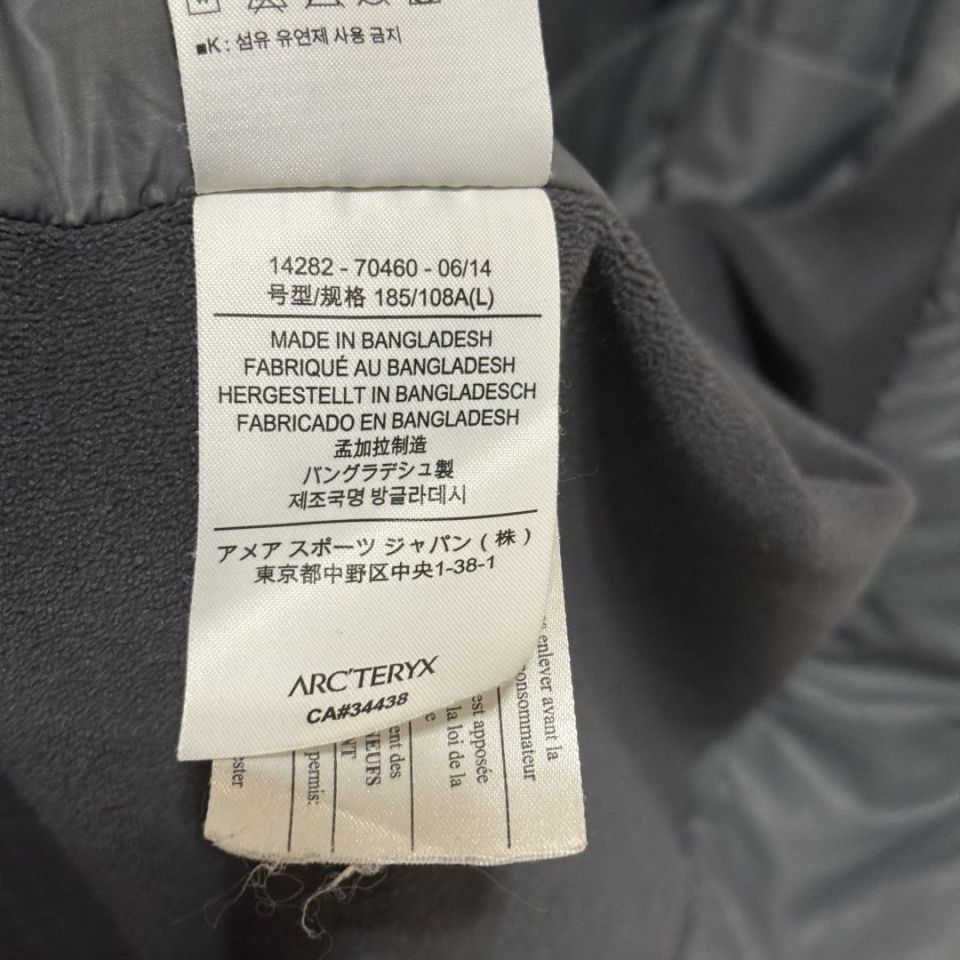 ■K : 섬유 유연제 사용 금지
14282 - 70460 - 06/14
号型/规格 185/108A(L)
MADE IN BANGLADESH
FABRIQUÉ AU BANGLADESH
HERGESTELLT IN BANGLADESCH
FABRICADO EN BANGLADESH
孟加拉制造
バングラデシュ製
제조국명 방글라데시
アメア スポーツ ジャパン ( 株 )
東京都中野区中央1-38-1
ARC'TERYX
CA#34438
enlever avant la
consommateur
est apposée
la loi de la
e
ent des
NEUFS
NT
permis: